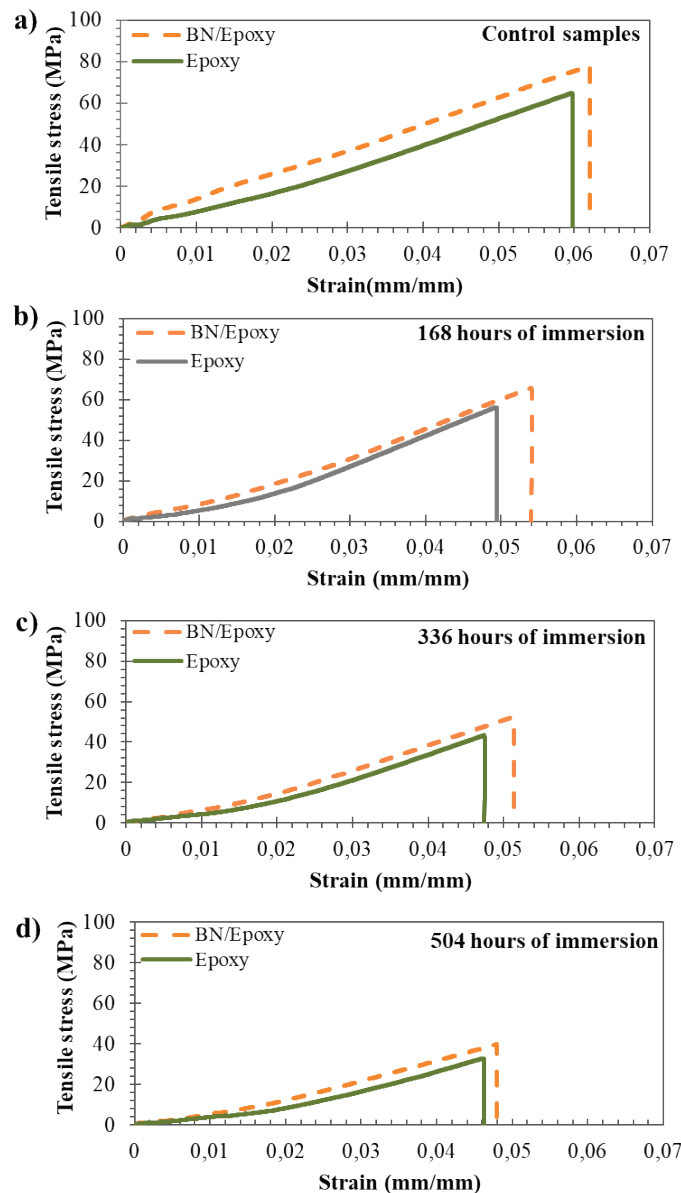 a)
100
80
60
40
20
0
Tensile stress (MPa)
BN/Epoxy
Epoxy
Control samples
0 0,01 0,02 0,03 0,04 0,05 0,06 0,07
Strain(mm/mm)
b)
100
80
60
40
20
0
Tensile stress (MPa)
BN/Epoxy
Epoxy
168 hours of immersion
0 0,01 0,02 0,03 0,04 0,05 0,06 0,07
Strain (mm/mm)
c)
100
80
60
40
20
0
Tensile stress (MPa)
BN/Epoxy
Epoxy
336 hours of immersion
0 0,01 0,02 0,03 0,04 0,05 0,06 0,07
Strain (mm/mm)
d)
100
80
60
40
20
0
Tensile stress (MPa)
BN/Epoxy
Epoxy
504 hours of immersion
0 0,01 0,02 0,03 0,04 0,05 0,06 0,07
Strain (mm/mm)